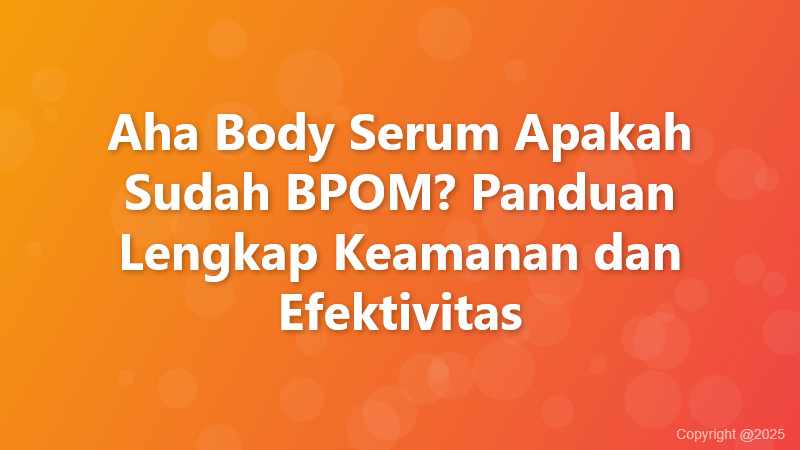 Aha Body Serum Apakah
Sudah BPOM? Panduan
Lengkap Keamanan dan
Efektivitas
Copyright @2025